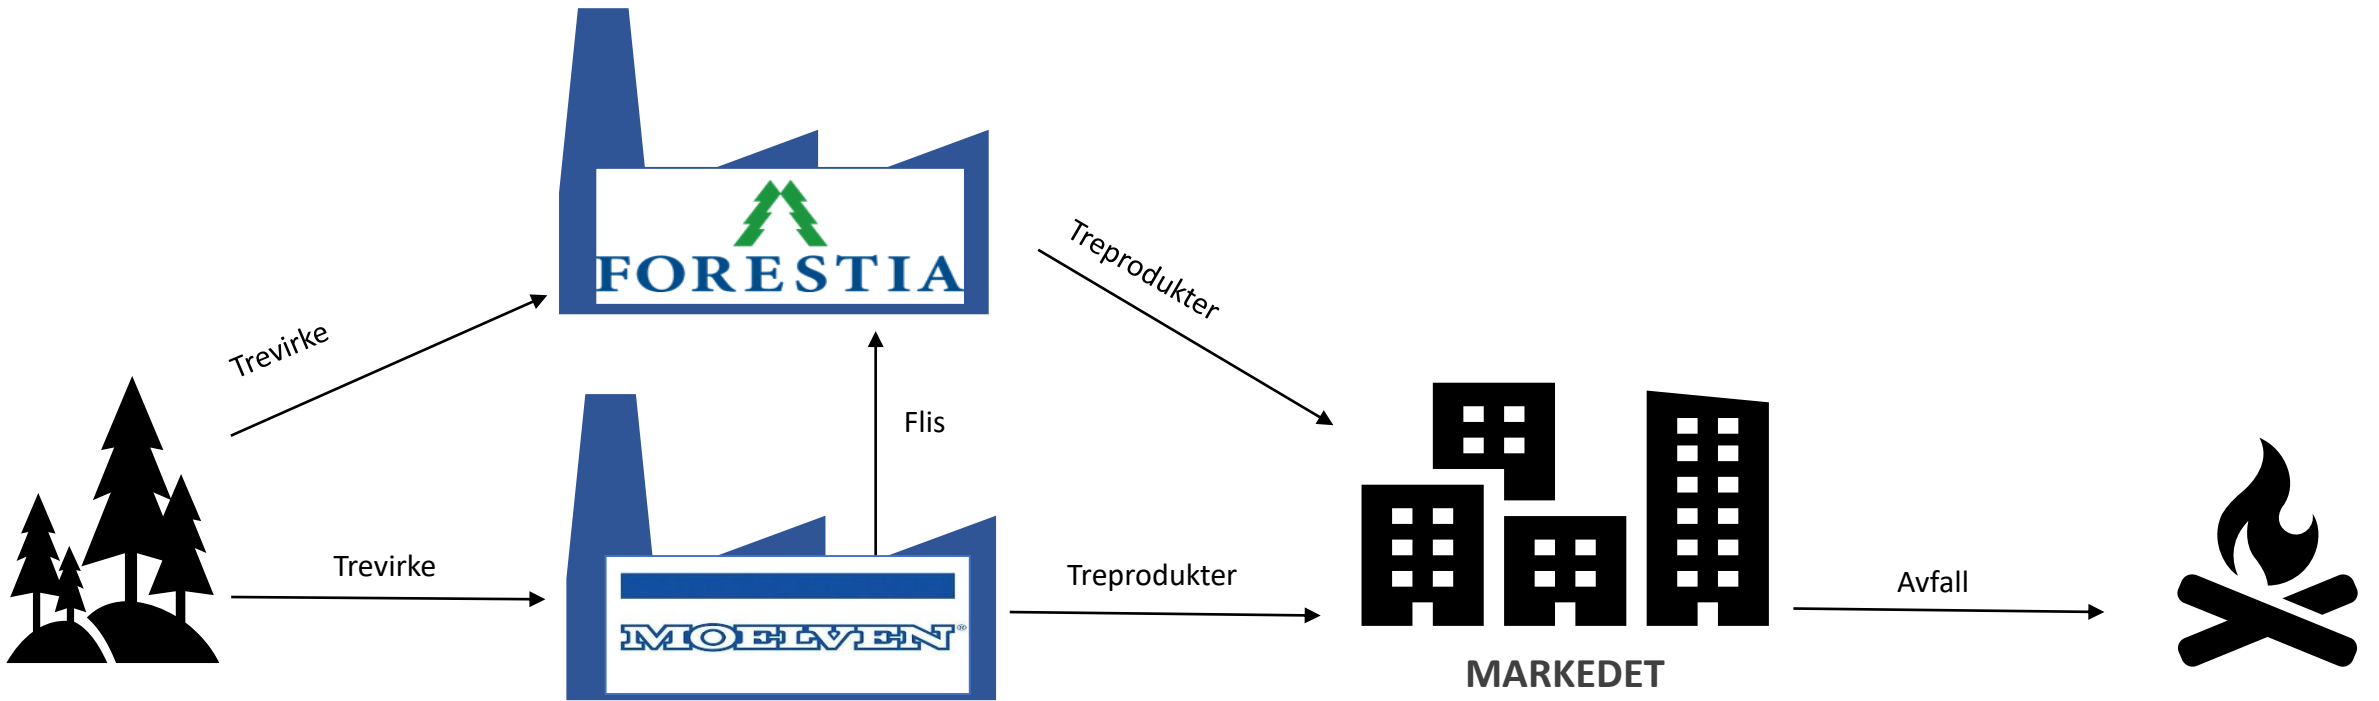 FORESTIA
Treprodukter
Trevirke
Flis
Trevirke
MOELVEN®
Treprodukter
MARKEDET
Avfall